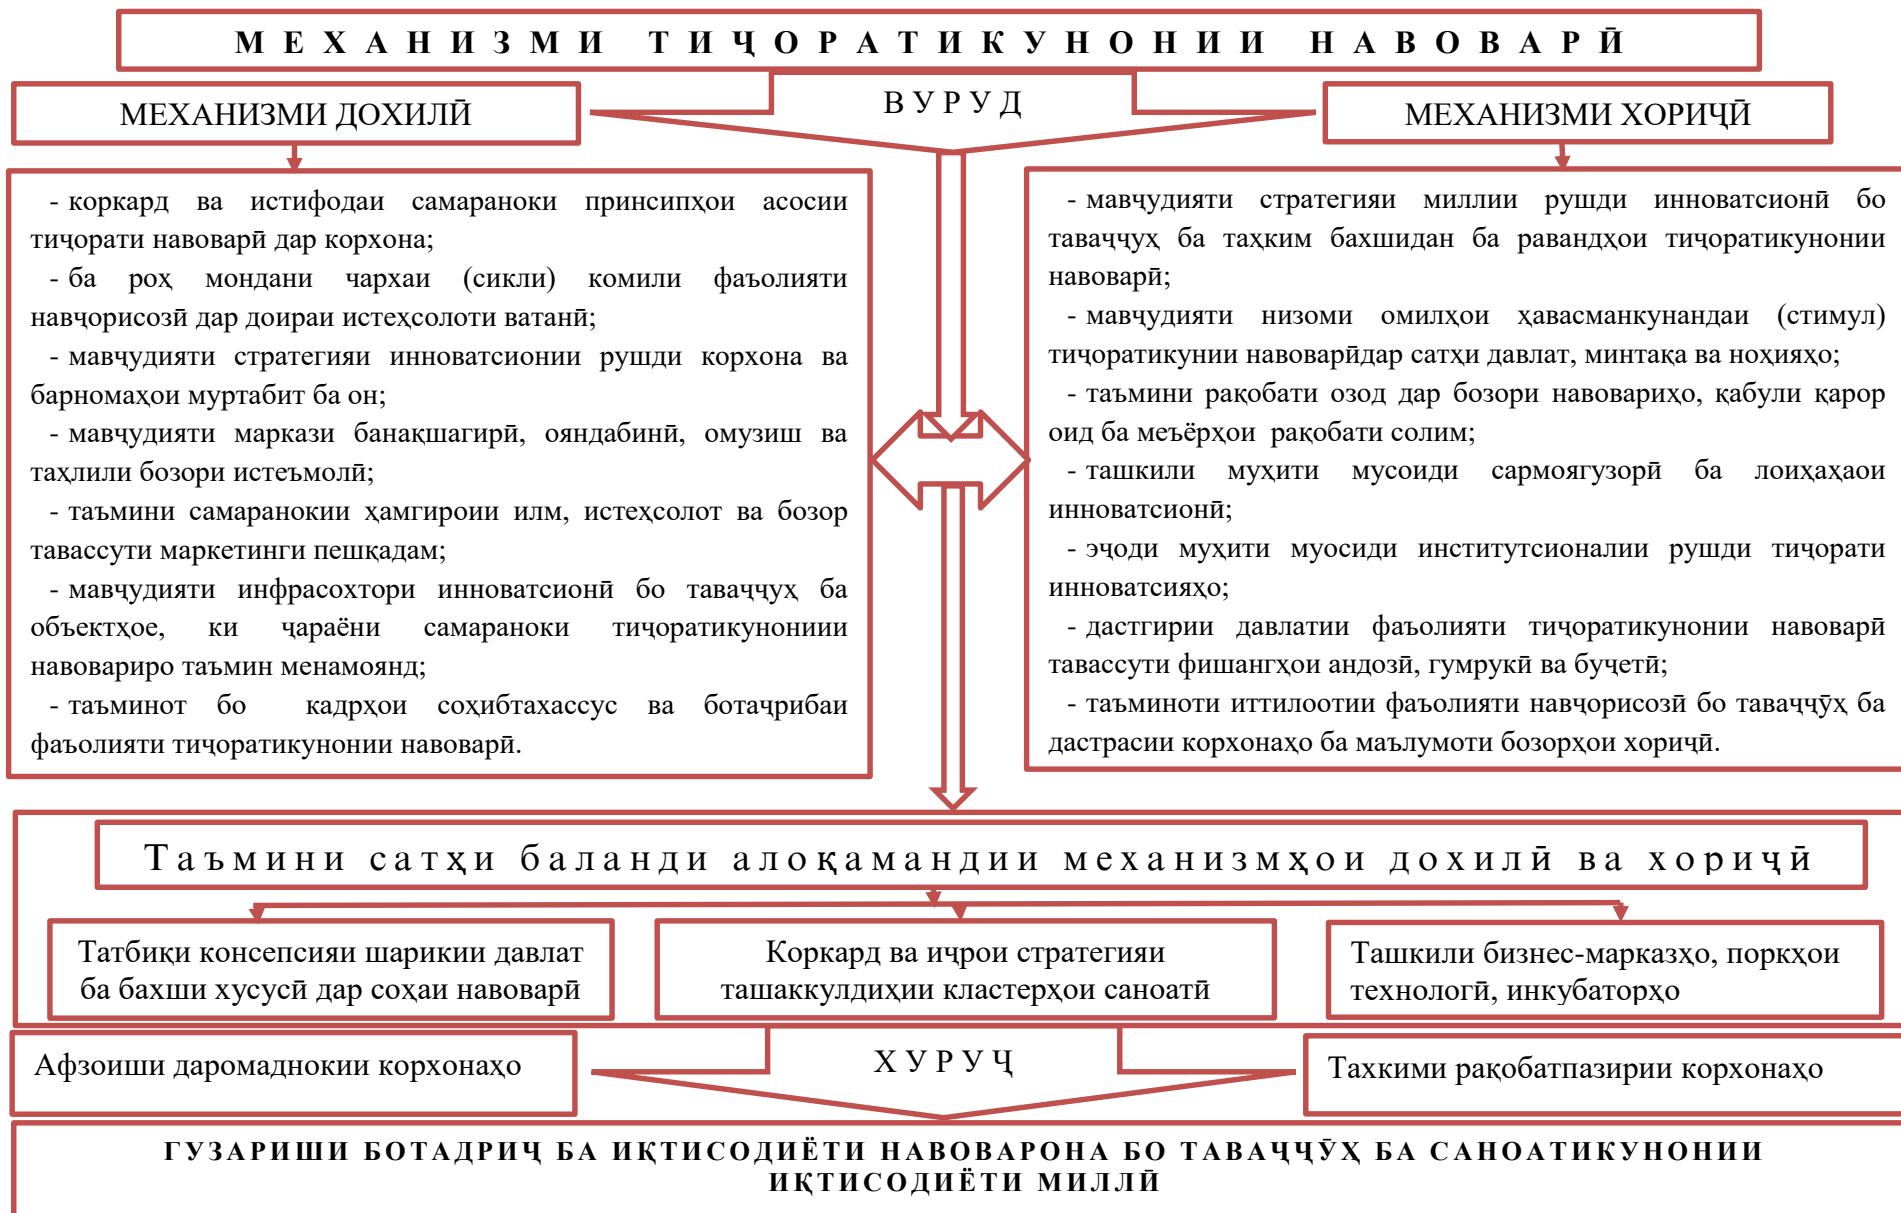 МЕХАНИЗМИ ТИҶОРАТИКУНОНИИ НАВОВАРӢ
ВУРУД
МЕХАНИЗМИ ДОХИЛӢ
МЕХАНИЗМИ ХОРИҶӢ
- коркард ва истифодаи самараноки принсипҳои асосии
тиҷорати навоварӣ дар корхона;
- ба роҳ мондани чархаи (сикли) комили фаъолияти
навҷорисозӣ дар доираи истеҳсолоти ватанӣ;
- мавҷудияти стратегияи инноватсионии рушди корхона ва
барномаҳои муртабит ба он;
- мавҷудияти маркази банақшагирӣ, ояндабинӣ, омузиш ва
таҳлили бозори истеъмолӣ;
- таъмини самаранокии ҳамгироии илм, истеҳсолот ва бозор
тавассути маркетинги пешқадам;
- мавҷудияти инфрасохтори инноватсионӣ бо таваҷҷуҳ ба
объектҳое, ки ҷараёни самараноки тиҷоратикунониии
навовариро таъмин менамоянд;
- таъминот бо кадрҳои соҳибтахассус ва ботаҷрибаи
фаъолияти тиҷоратикунонии навоварӣ.
- мавҷудияти стратегияи миллии рушди инноватсионӣ бо
таваҷҷуҳ ба таҳким бахшидан ба равандҳои тиҷоратикунонии
навоварӣ;
- мавҷудияти низоми омилҳои ҳавасманкунандаи (стимул)
тиҷоратикунии навоварӣдар сатҳи давлат, минтақа ва ноҳияҳо;
- таъмини рақобати озод дар бозори навовариҳо, қабули қарор
оид ба меъёрҳои рақобати солим;
- ташкили муҳити мусоиди сармоягузорӣ ба лоиҳаҳаои
инноватсионӣ;
- эҷоди муҳити муосиди институтсионалии рушди тиҷорати
инноватсияҳо;
- дастгирии давлатии фаъолияти тиҷоратикунонии навоварӣ
тавассути фишангҳои андозӣ, гумрукӣ ва буҷетӣ;
- таъминоти иттилоотии фаъолияти навҷорисозӣ бо таваҷҷӯҳ ба
дастрасии корхонаҳо ба маълумоти бозорҳои хориҷӣ.
Таъмини сатҳи баланди алоқамандии механизмҳои дохилӣ ва хориҷӣ
Татбиқи консепсияи шарикии давлат
ба бахши хусусӣ дар соҳаи навоварӣ
Коркард ва иҷрои стратегияи
ташаккулдиҳии кластерҳои саноатӣ
Ташкили бизнес-марказҳо, поркҳои
технологӣ, инкубаторҳо
Афзоиши даромаднокии корхонаҳо
ХУРУҶ
Тахкими рақобатпазирии корхонаҳо
ГУЗАРИШИ БОТАДРИҶ БА ИҚТИСОДИЁТИ НАВОВАРОНА БО ТАВАҶҶӮҲ БА САНОАТИКУНОНИИ
ИҚТИСОДИЁТИ МИЛЛӢ